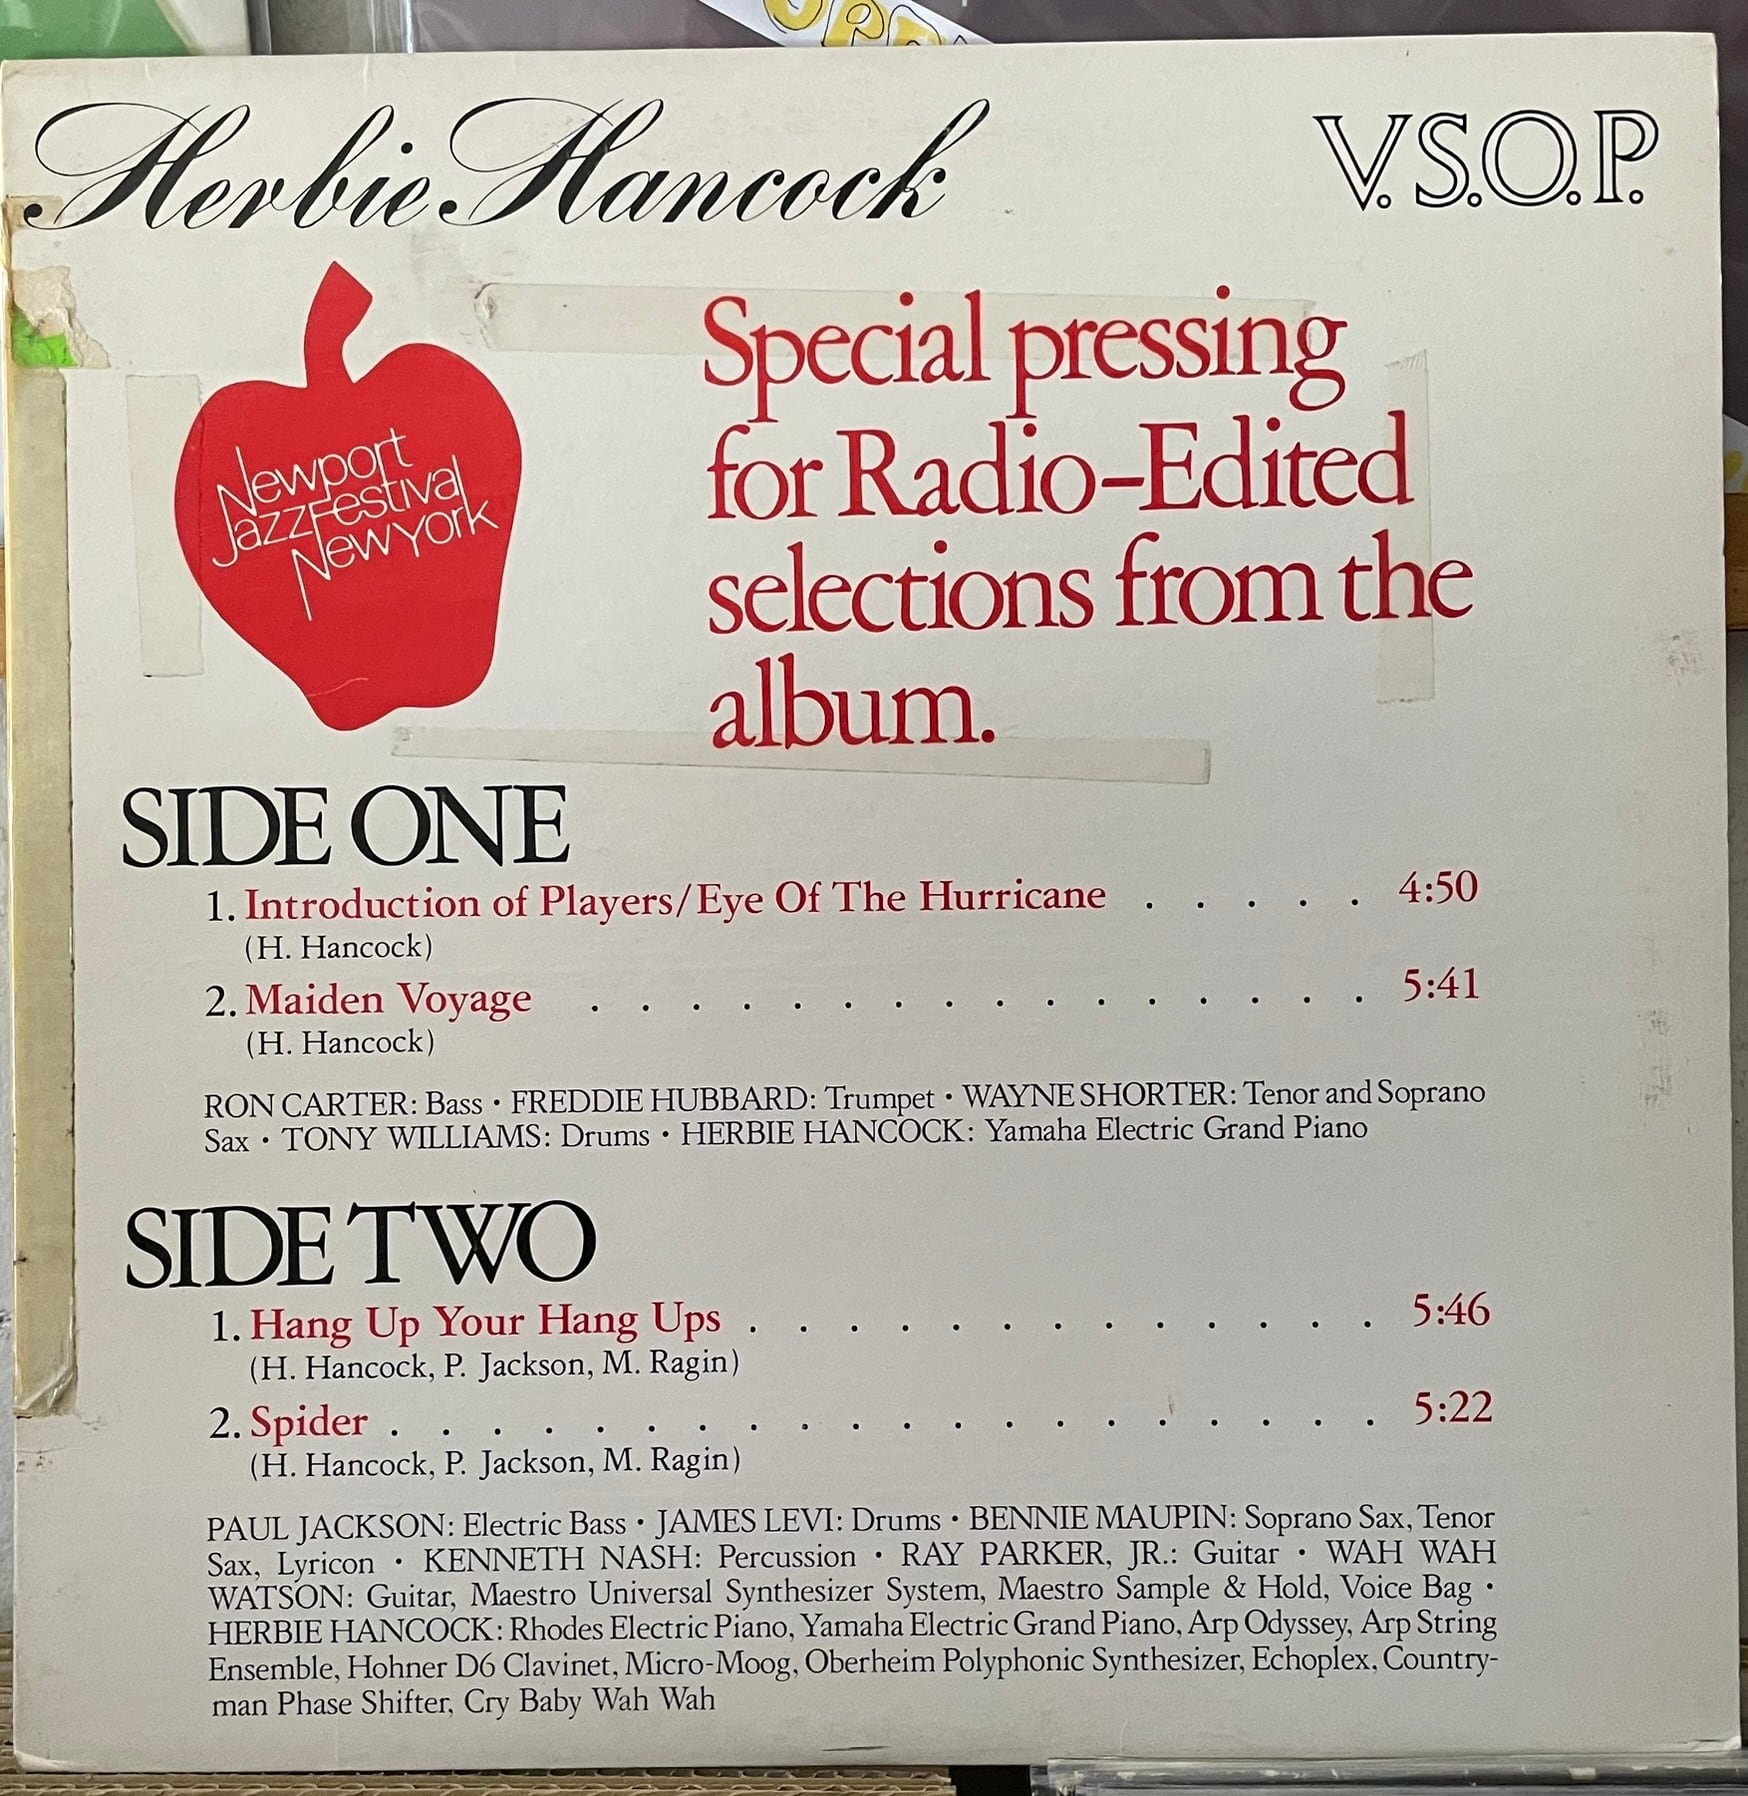 Herbie Hancock V.S.O.P.
Newport
Jazz Festival
New York
Special pressing
for Radio-Edited
selections from the
album.
SIDE ONE
1. Introduction of Players/Eye Of The Hurricane . . . . . 4:50
(H. Hancock)
2. Maiden Voyage . . . . . . . . . . . . . . . . 5:41
(H. Hancock)
RON CARTER: Bass • FREDDIE HUBBARD: Trumpet • WAYNE SHORTER: Tenor and Soprano
Sax • TONY WILLIAMS: Drums • HERBIE HANCOCK: Yamaha Electric Grand Piano
SIDE TWO
1. Hang Up Your Hang Ups . . . . . . . . . . . . . 5:46
(H. Hancock, P. Jackson, M. Ragin)
2. Spider . . . . . . . . . . . . . . . . . . . . 5:22
(H. Hancock, P. Jackson, M. Ragin)
PAUL JACKSON: Electric Bass • JAMES LEVI: Drums • BENNIE MAUPIN: Soprano Sax, Tenor
Sax, Lyricon • KENNETH NASH: Percussion • RAY PARKER, JR.: Guitar • WAH WAH
WATSON: Guitar, Maestro Universal Synthesizer System, Maestro Sample & Hold, Voice Bag •
HERBIE HANCOCK: Rhodes Electric Piano, Yamaha Electric Grand Piano, Arp Odyssey, Arp String
Ensemble, Hohner D6 Clavinet, Micro-Moog, Oberheim Polyphonic Synthesizer, Echoplex, Country-
man Phase Shifter, Cry Baby Wah Wah